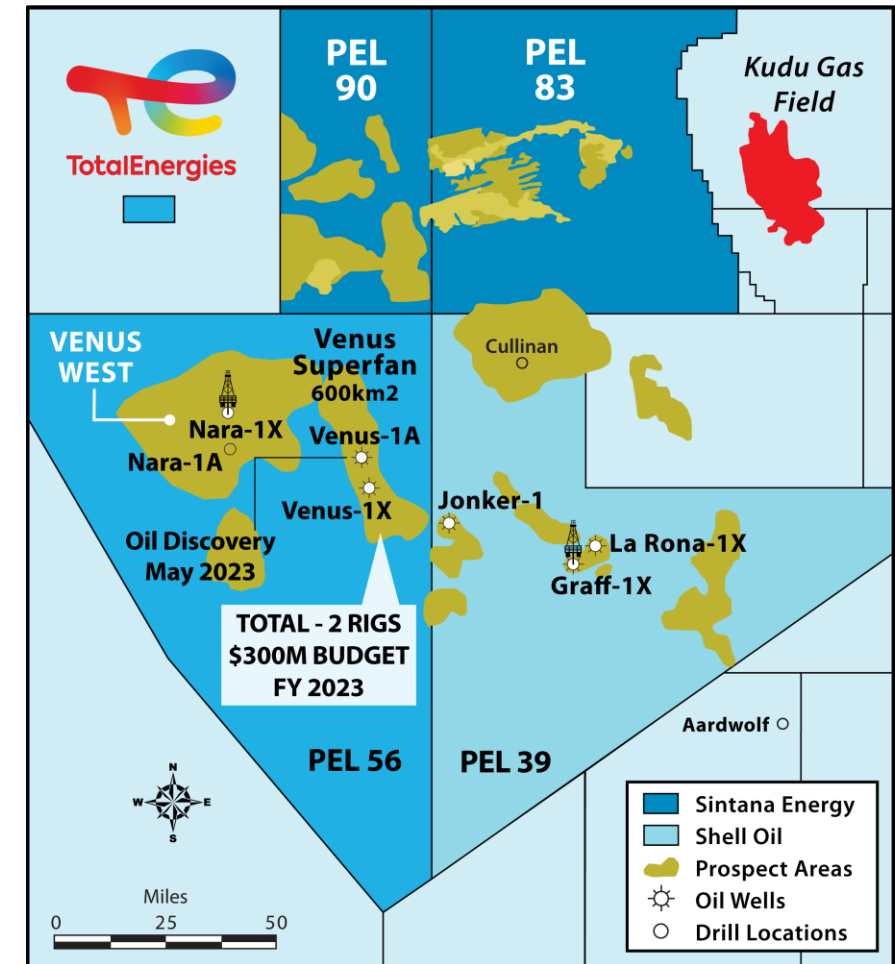 TotalEnergies
PEL
90
PEL
83
Kudu Gas
Field
VENUS
WEST
Venus
Superfan
600km2
Cullinan
Nara-1X
Nara-1A
Venus-1A
Venus-1X
Jonker-1
La Rona-1X
Graff-1X
Oil Discovery
May 2023
TOTAL - 2 RIGS
$300M BUDGET
FY 2023
PEL 56
PEL 39
Aardwolf
N
W
E
S
Miles
0
25
50
Sintana Energy
Shell Oil
Prospect Areas
Oil Wells
Drill Locations